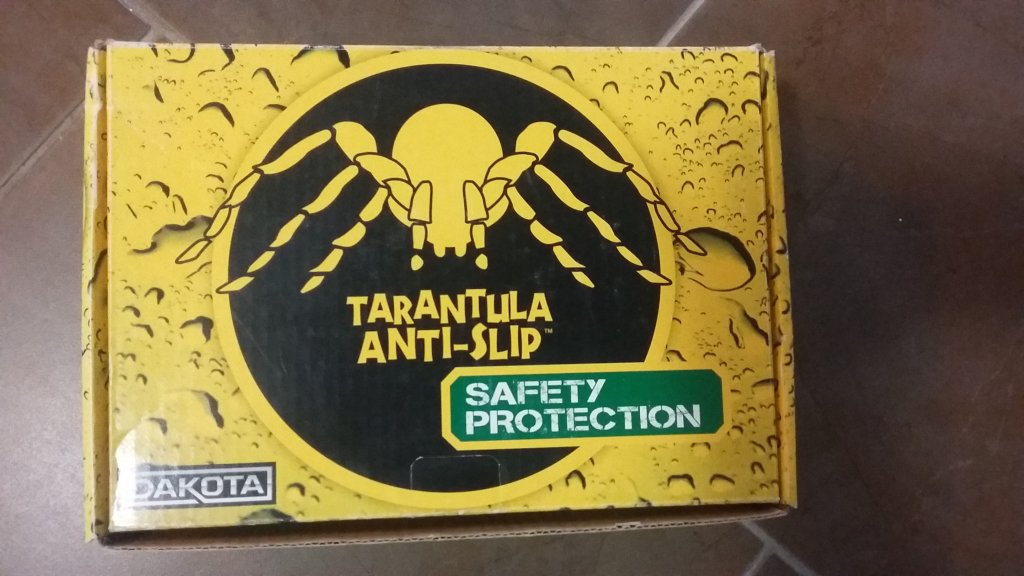 TARANTULA
ANTI-SLIP™
SAFETY
PROTECTION
DAKOTA